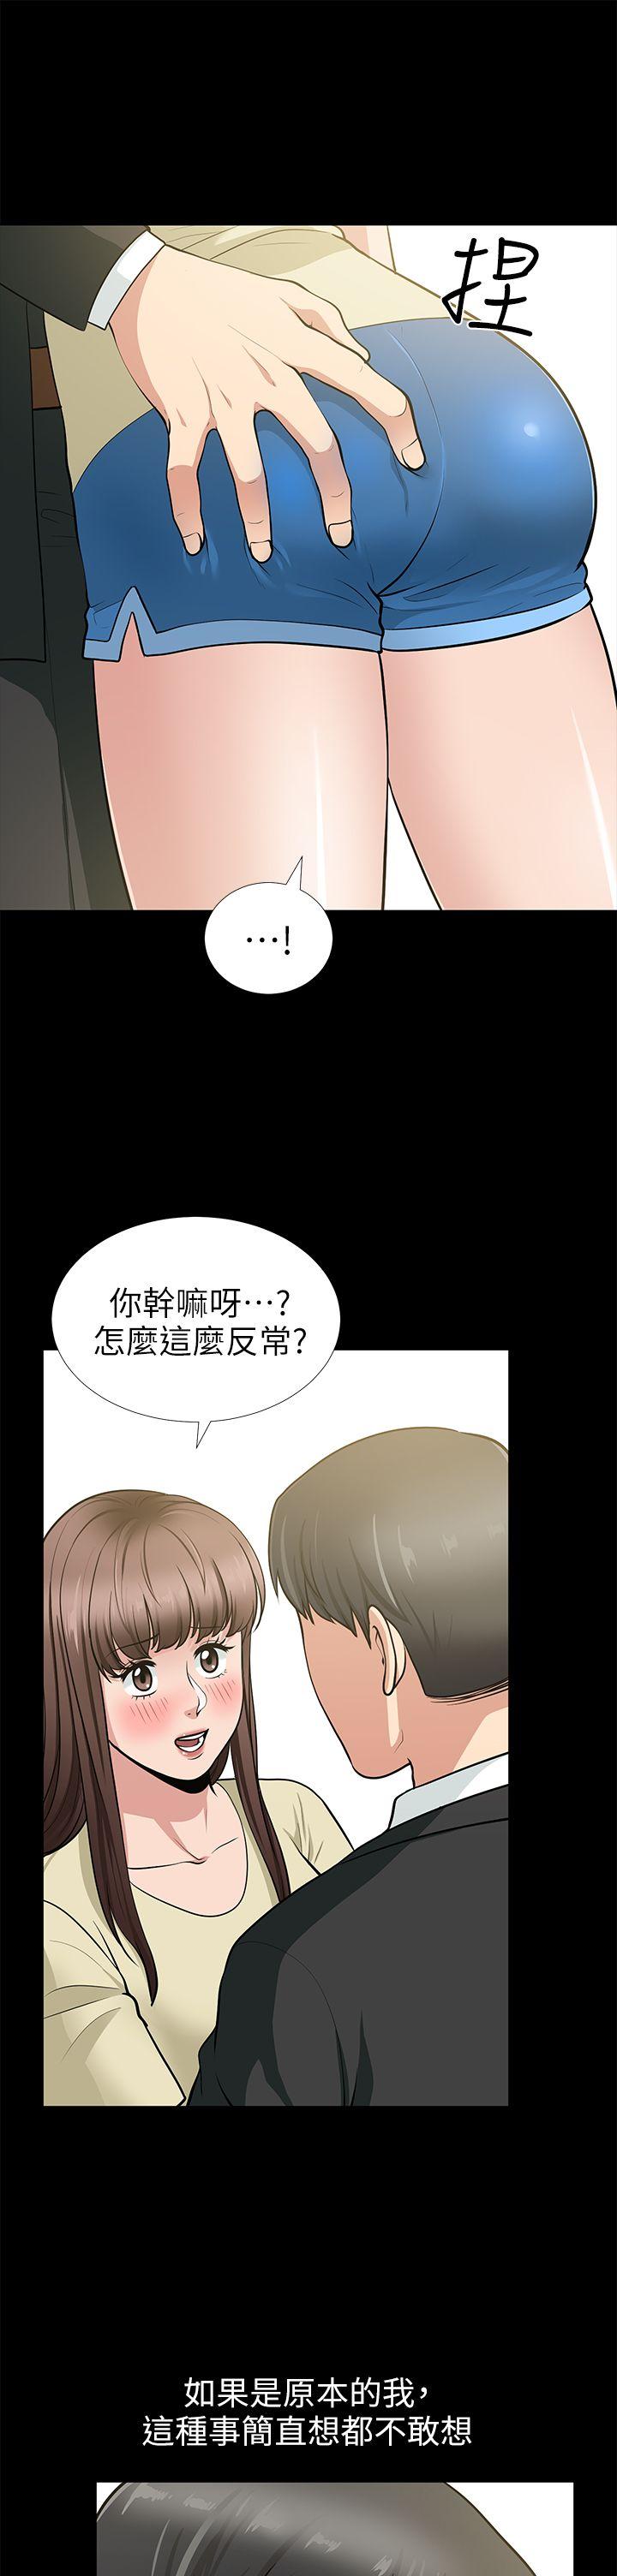 捏
…!
你幹嘛呀…?
怎麼這麼反常?
如果是原本的我，
這種事簡直想都不敢想